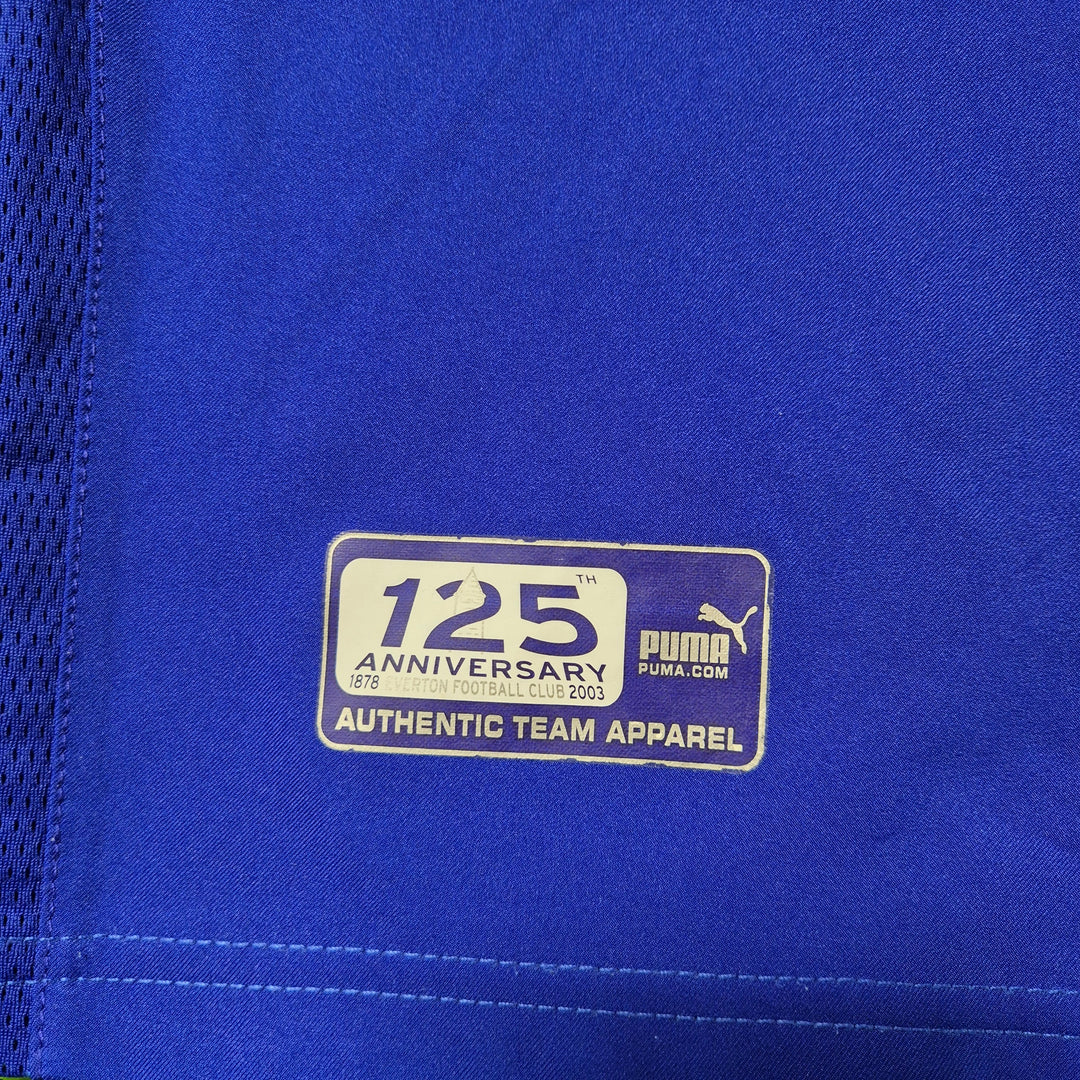 125TH
ANNIVERSARY
1878 EVERTON FOOTBALL CLUB 2003
PUMA
PUMA.COM
AUTHENTIC TEAM APPAREL